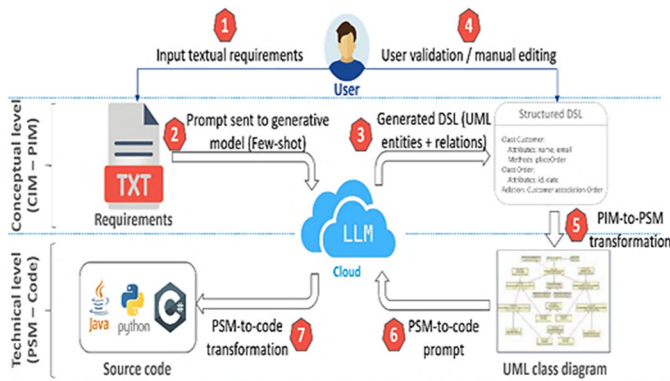 1
4
Input textual requirements
User validation / manual editing
User
Conceptual level
(CIM – PIM)
2
Prompt sent to generative
model (Few-shot)
3
Generated DSL (UML
entities + relations)
Structured DSL
Class Customer:
Attributes: name, email
Methods: placeOrder
Class Order:
Attributes: id, date
Relation: Customer association Order
TXT
Requirements
LLM
Cloud
5
PIM-to-PSM
transformation
Technical level
(PSM – Code)
Java
python
C
Source code
PSM-to-code
transformation
7
6
PSM-to-code
prompt
UML class diagram